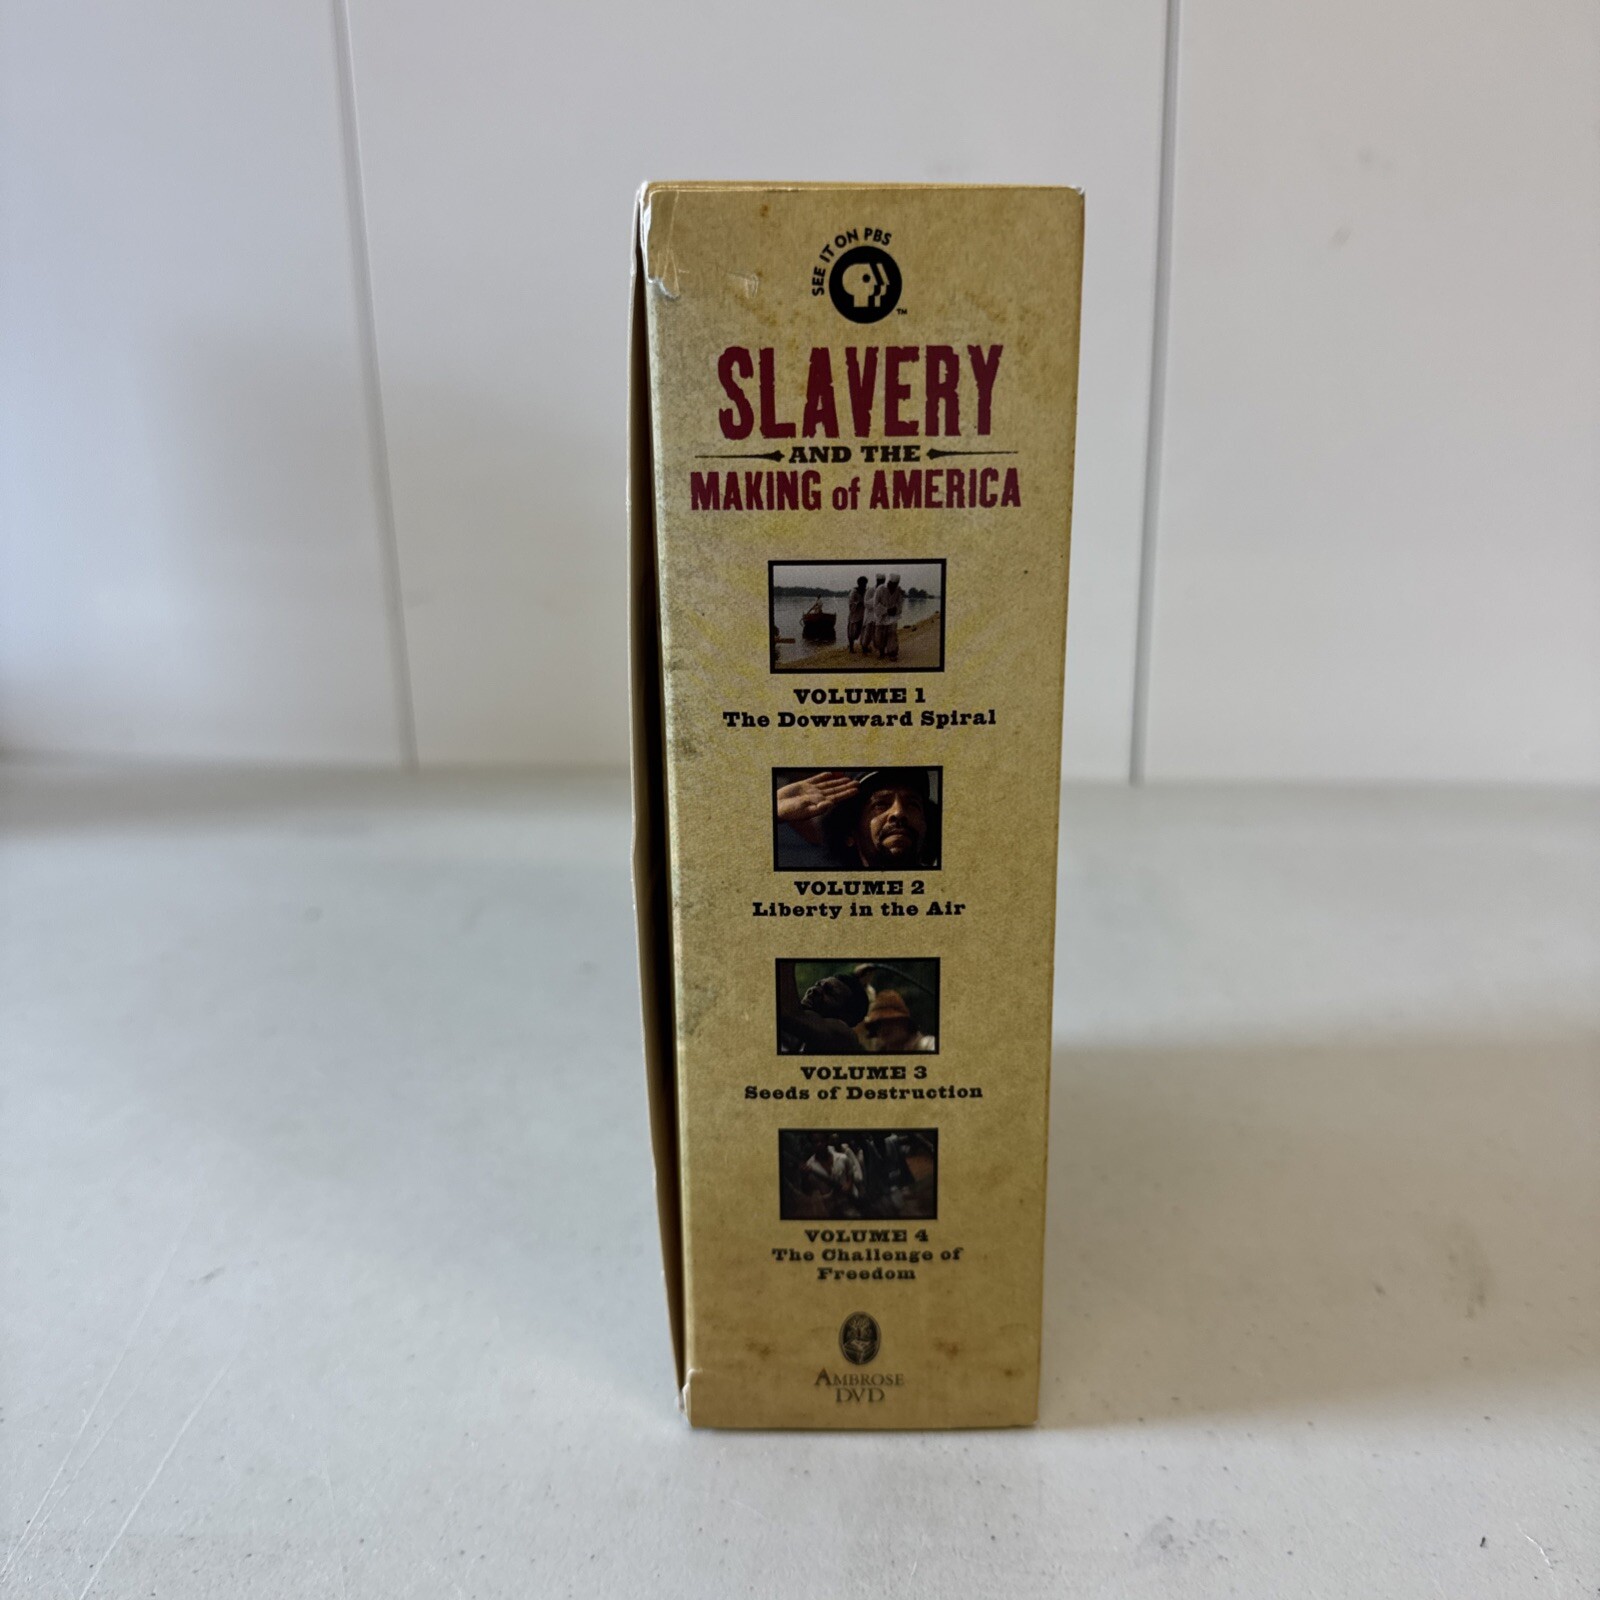 SEE IT ON PBS
TM
SLAVERY
AND THE
MAKING of AMERICA
VOLUME 1
The Downward Spiral
VOLUME 2
Liberty in the Air
VOLUME 3
Seeds of Destruction
VOLUME 4
The Challenge of
Freedom
AMBROSE
DVD